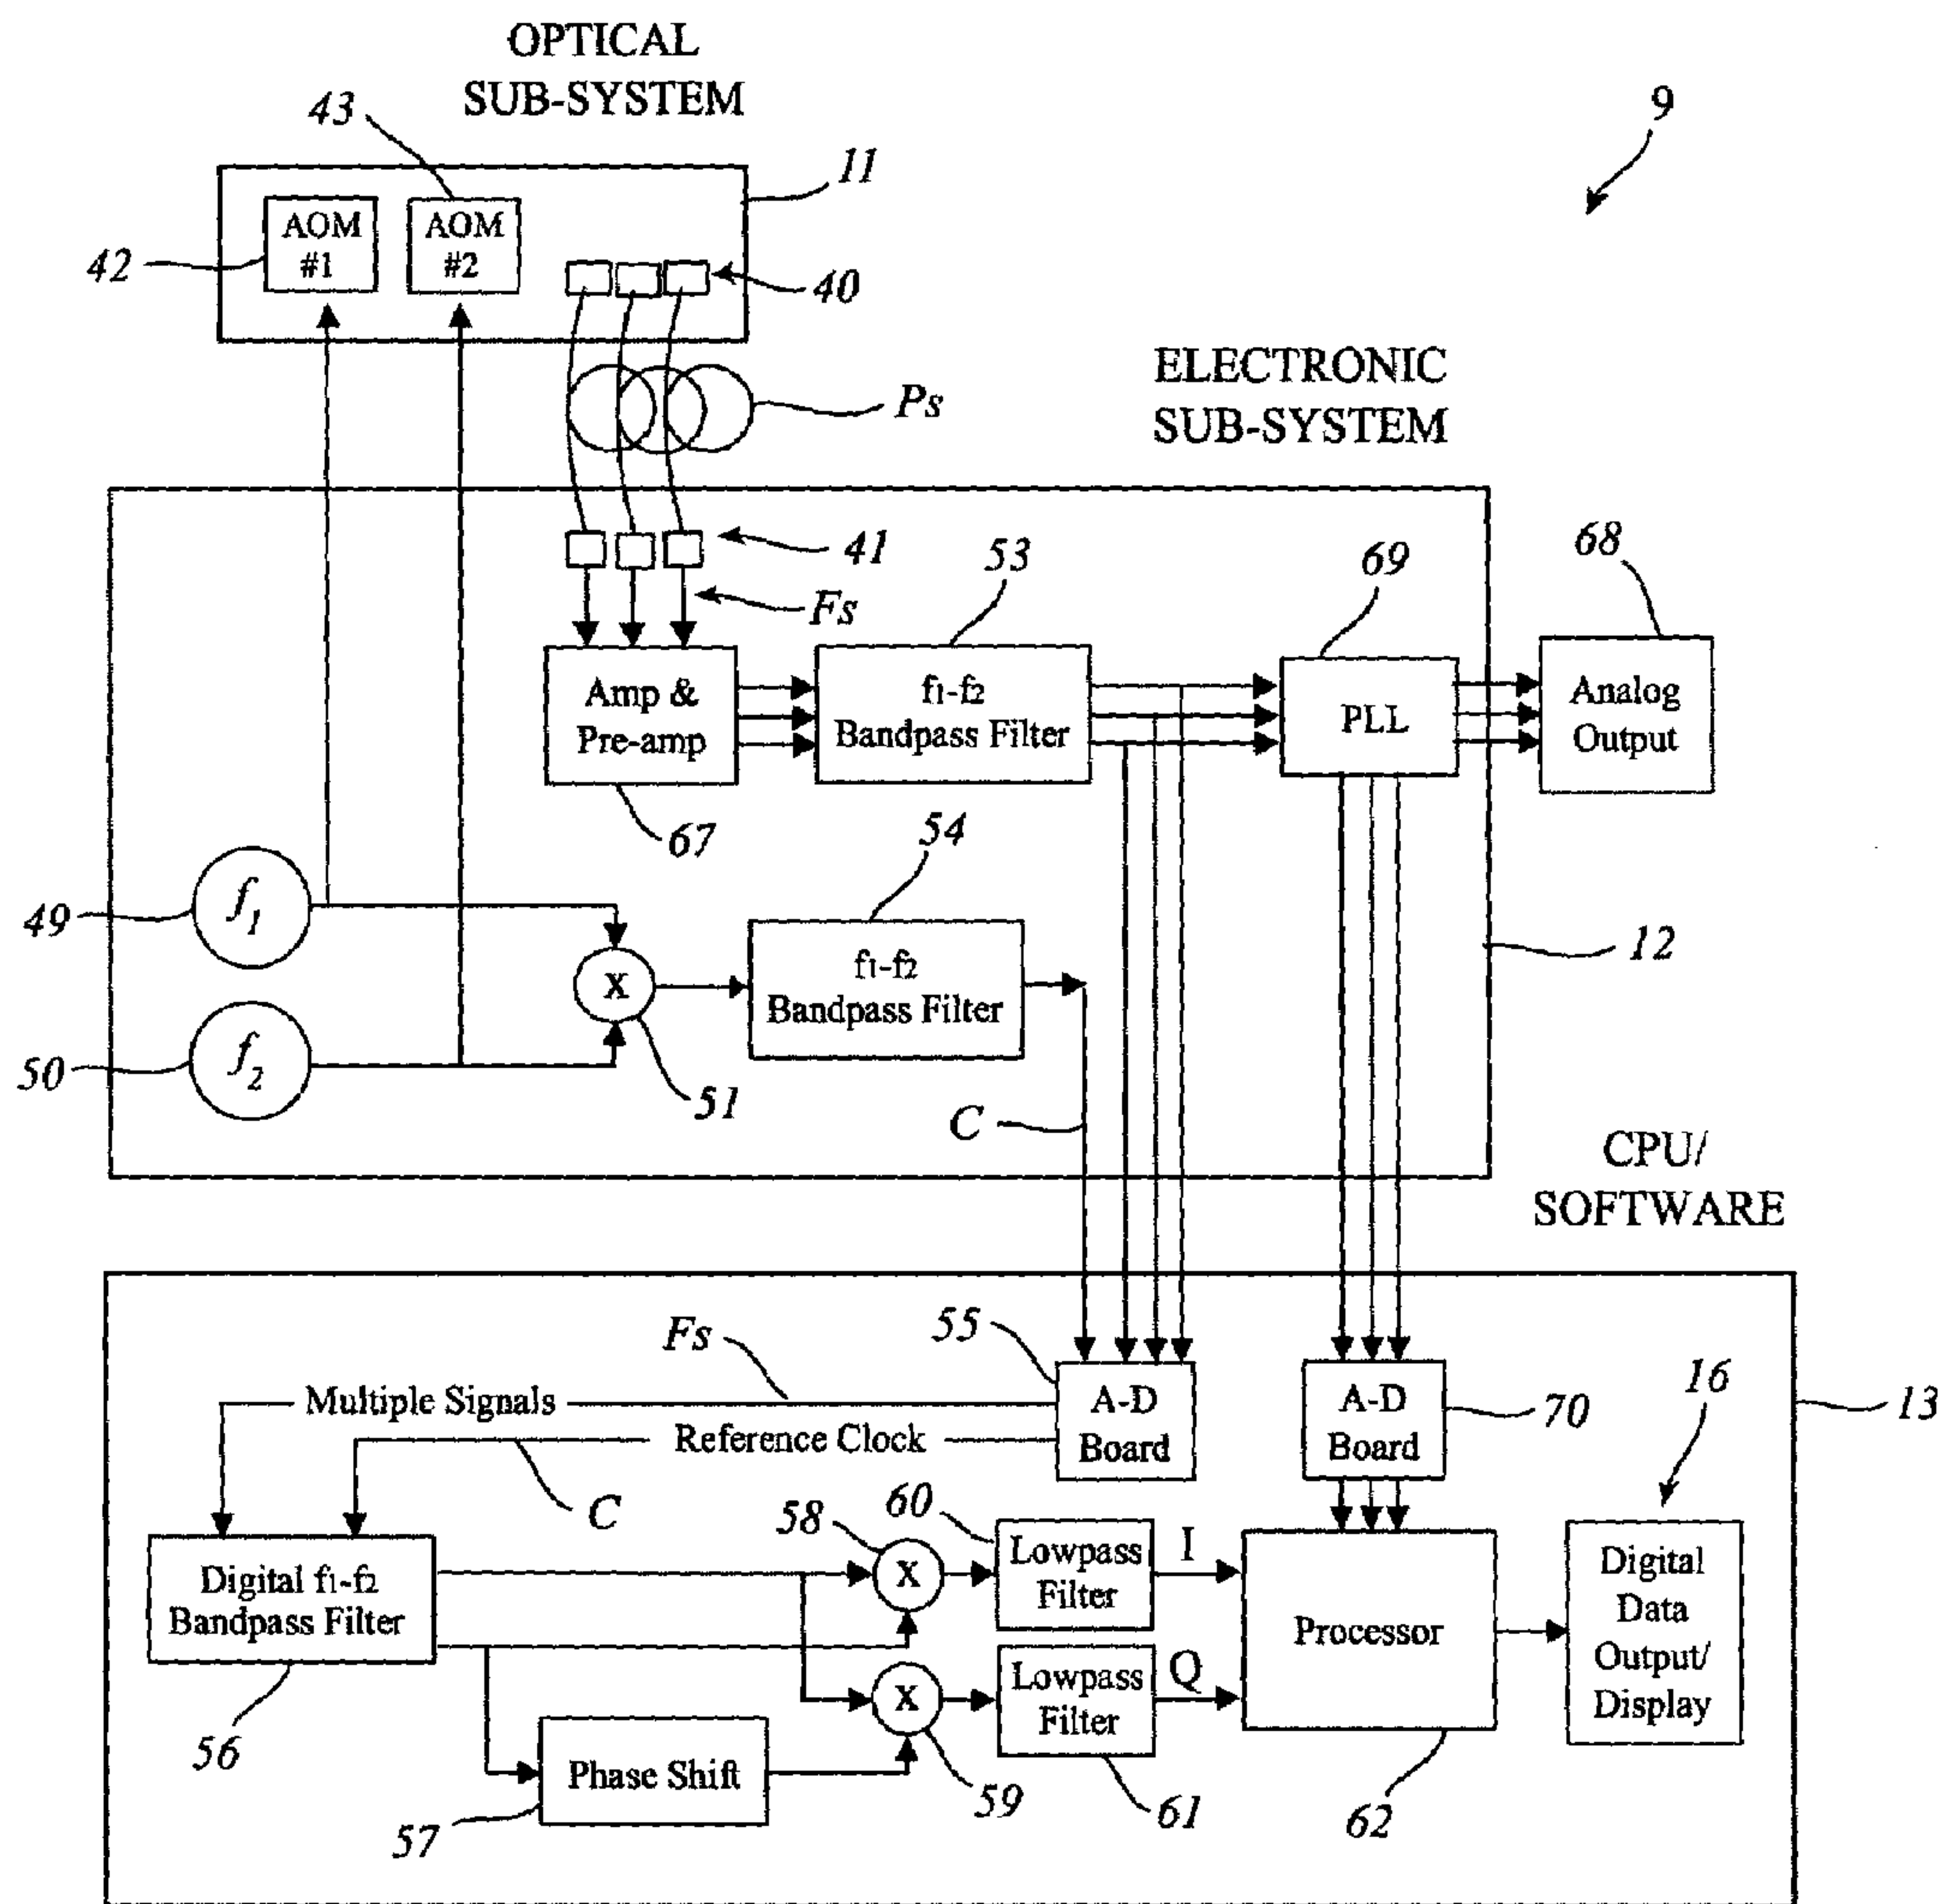 OPTICAL
SUB-SYSTEM
43
9
11
AOM
#1
AOM
#2
42
40
ELECTRONIC
SUB-SYSTEM
Ps
41
53
69
68
Fs
Amp &
Pre-amp
f1-f2
Bandpass Filter
PLL
Analog
Output
67
54
49
f1
12
X
f1-f2
Bandpass Filter
50
f2
51
C
CPU/
SOFTWARE
Fs
55
16
13
Multiple Signals
A-D
Board
A-D
Board
70
Reference Clock
C
58
60
Digital f1-f2
Bandpass Filter
X
Lowpass
Filter
I
Processor
Digital
Data
Output/
Display
X
Lowpass
Filter
Q
56
Phase Shift
57
59
61
62